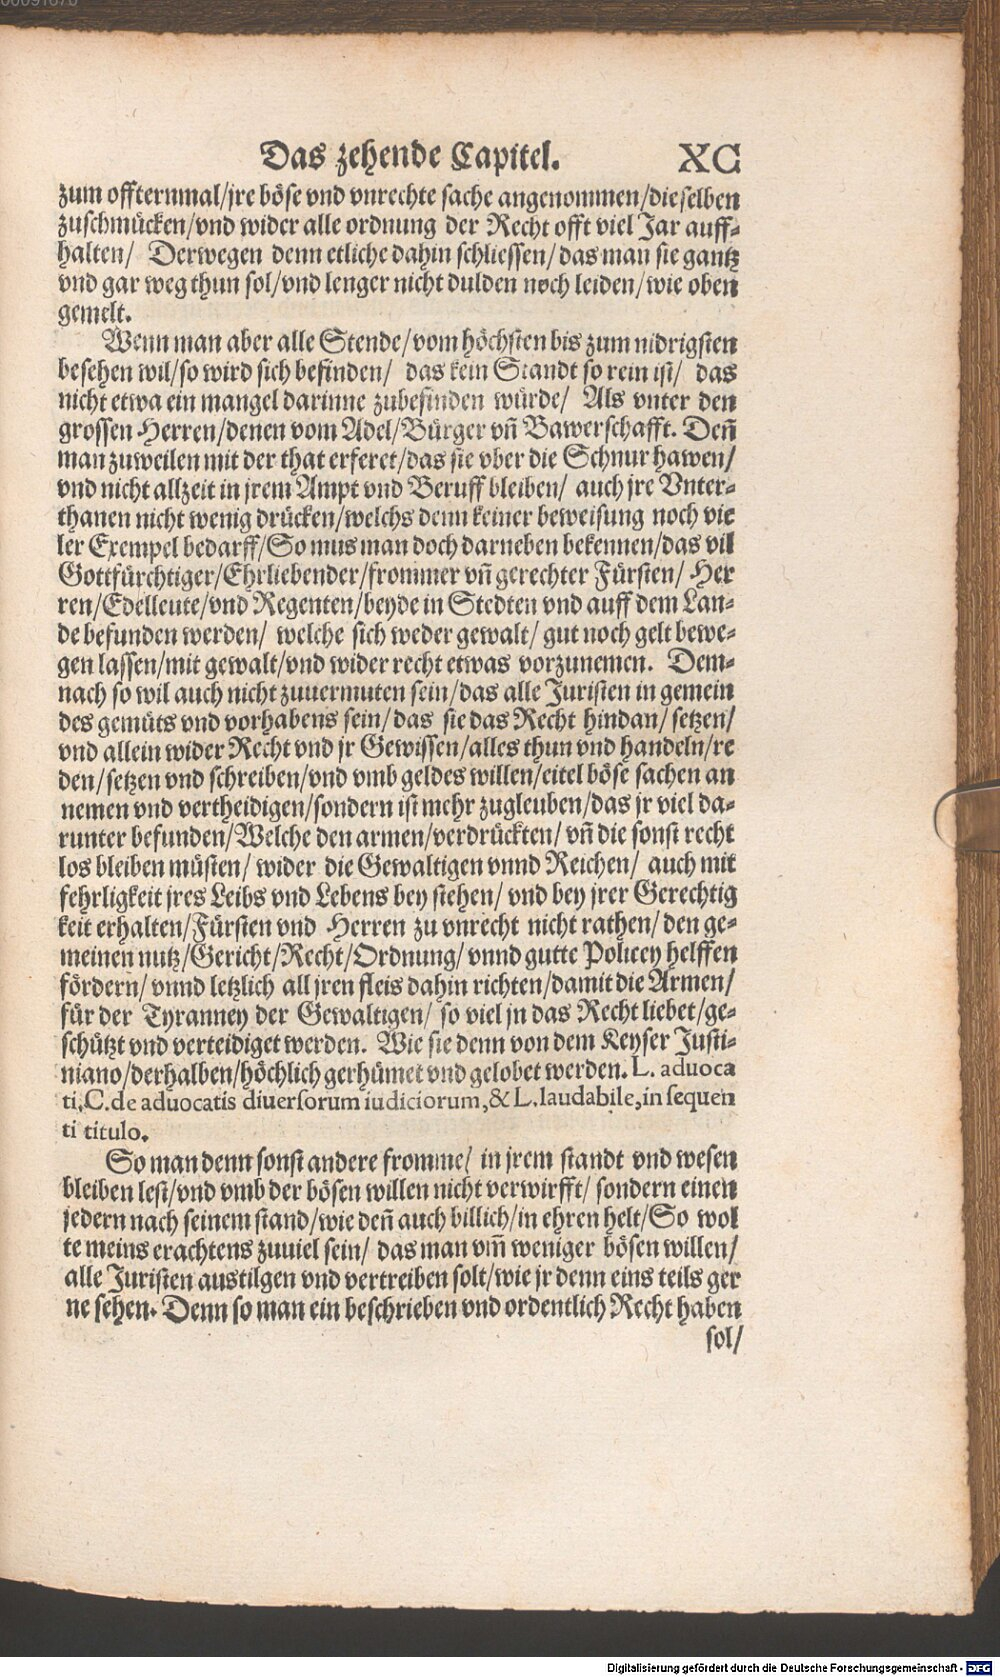 00091676
Das zehende Capitel. XC
zum offternmal/jre böse vnd vnrechte sache angenommen/dieselben
zuschmücken/vnd wider alle ordnung der Recht offt viel Jar auff-
halten/ Derwegen denn etliche dahin schliessen/das man sie gantz
vnd gar weg thun sol/vnd lenger nicht dulden noch leiden/wie oben
gemelt.
Wenn man aber alle Stende/vom höchsten bis zum nidrigsten
besehen wil/so wird sich befinden/ das kein Standt so rein ist/ das
nicht etwa ein mangel darinne zubefinden würde/ Als vnter den
grossen Herren/denen vom Adel/Bürger vñ Bawerschafft. Deñ
man zuweilen mit der that erferet/das sie vber die Schnur hawen/
vnd nicht allzeit in jrem Ampt vnd Beruff bleiben/ auch jre Vnter-
thanen nicht wenig drücken/welchs denn keiner beweisung noch vie
ler Exempel bedarff/So mus man doch darneben bekennen/das vil
Gottfürchtiger/Ehrliebender/frommer vñ gerechter Fürsten/ Her
ren/Edelleute/vnd Regenten/beyde in Stedten vnd auff dem Lan-
de befunden werden/ welche sich weder gewalt/ gut noch gelt bewe-
gen lassen/mit gewalt/vnd wider recht etwas vorzunemen. Dem-
nach so wil auch nicht zuuermuten sein/das alle Juristen in gemein
des gemüts vnd vorhabens sein/das sie das Recht hindan/ setzen/
vnd allein wider Recht vnd jr Gewissen/alles thun vnd handeln/re
den/setzen vnd schreiben/vnd vmb geldes willen/eitel böse sachen an
nemen vnd vertheidigen/sondern ist mehr zugleuben/das jr viel da-
runter befunden/Welche den armen/verdrückten/vñ die sonst recht
los bleiben müsten/ wider die Gewaltigen vnnd Reichen/ auch mit
fehrligkeit jres Leibs vnd Lebens bey stehen/ vnd bey jrer Gerechtig
keit erhalten/Fürsten vnd Herren zu vnrecht nicht rathen/ den ge-
meinen nutz/Gericht/Recht/Ordnung/ vnnd gutte Policey helffen
fördern/vnnd letzlich all jren fleis dahin richten/damit die Armen/
für der Tyranney der Gewaltigen/ so viel jn das Recht liebet/ge-
schützt vnd verteidiget werden. Wie sie denn von dem Keyser Justi-
niano/derhalben/höchlich gerhümet vnd gelobet werden. L. aduoca
ti,C.de aduocatis diuersorum iudiciorum,& L.laudabile,in sequen
ti titulo.
So man denn sonst andere fromme/ in jrem standt vnd wesen
bleiben lest/vnd vmb der bösen willen nicht verwirfft/ sondern einen
jedern nach seinem stand/wie deñ auch billich/in ehren helt/So wol
te meins erachtens zuuiel sein/ das man vm̃ weniger bösen willen/
alle Juristen austilgen vnd vertreiben solt/wie jr denn eins teils ger
ne sehen. Denn so man ein beschrieben vnd ordentlich Recht haben
sol/
Digitalisierung gefördert durch die Deutsche Forschungsgemeinschaft - DFG